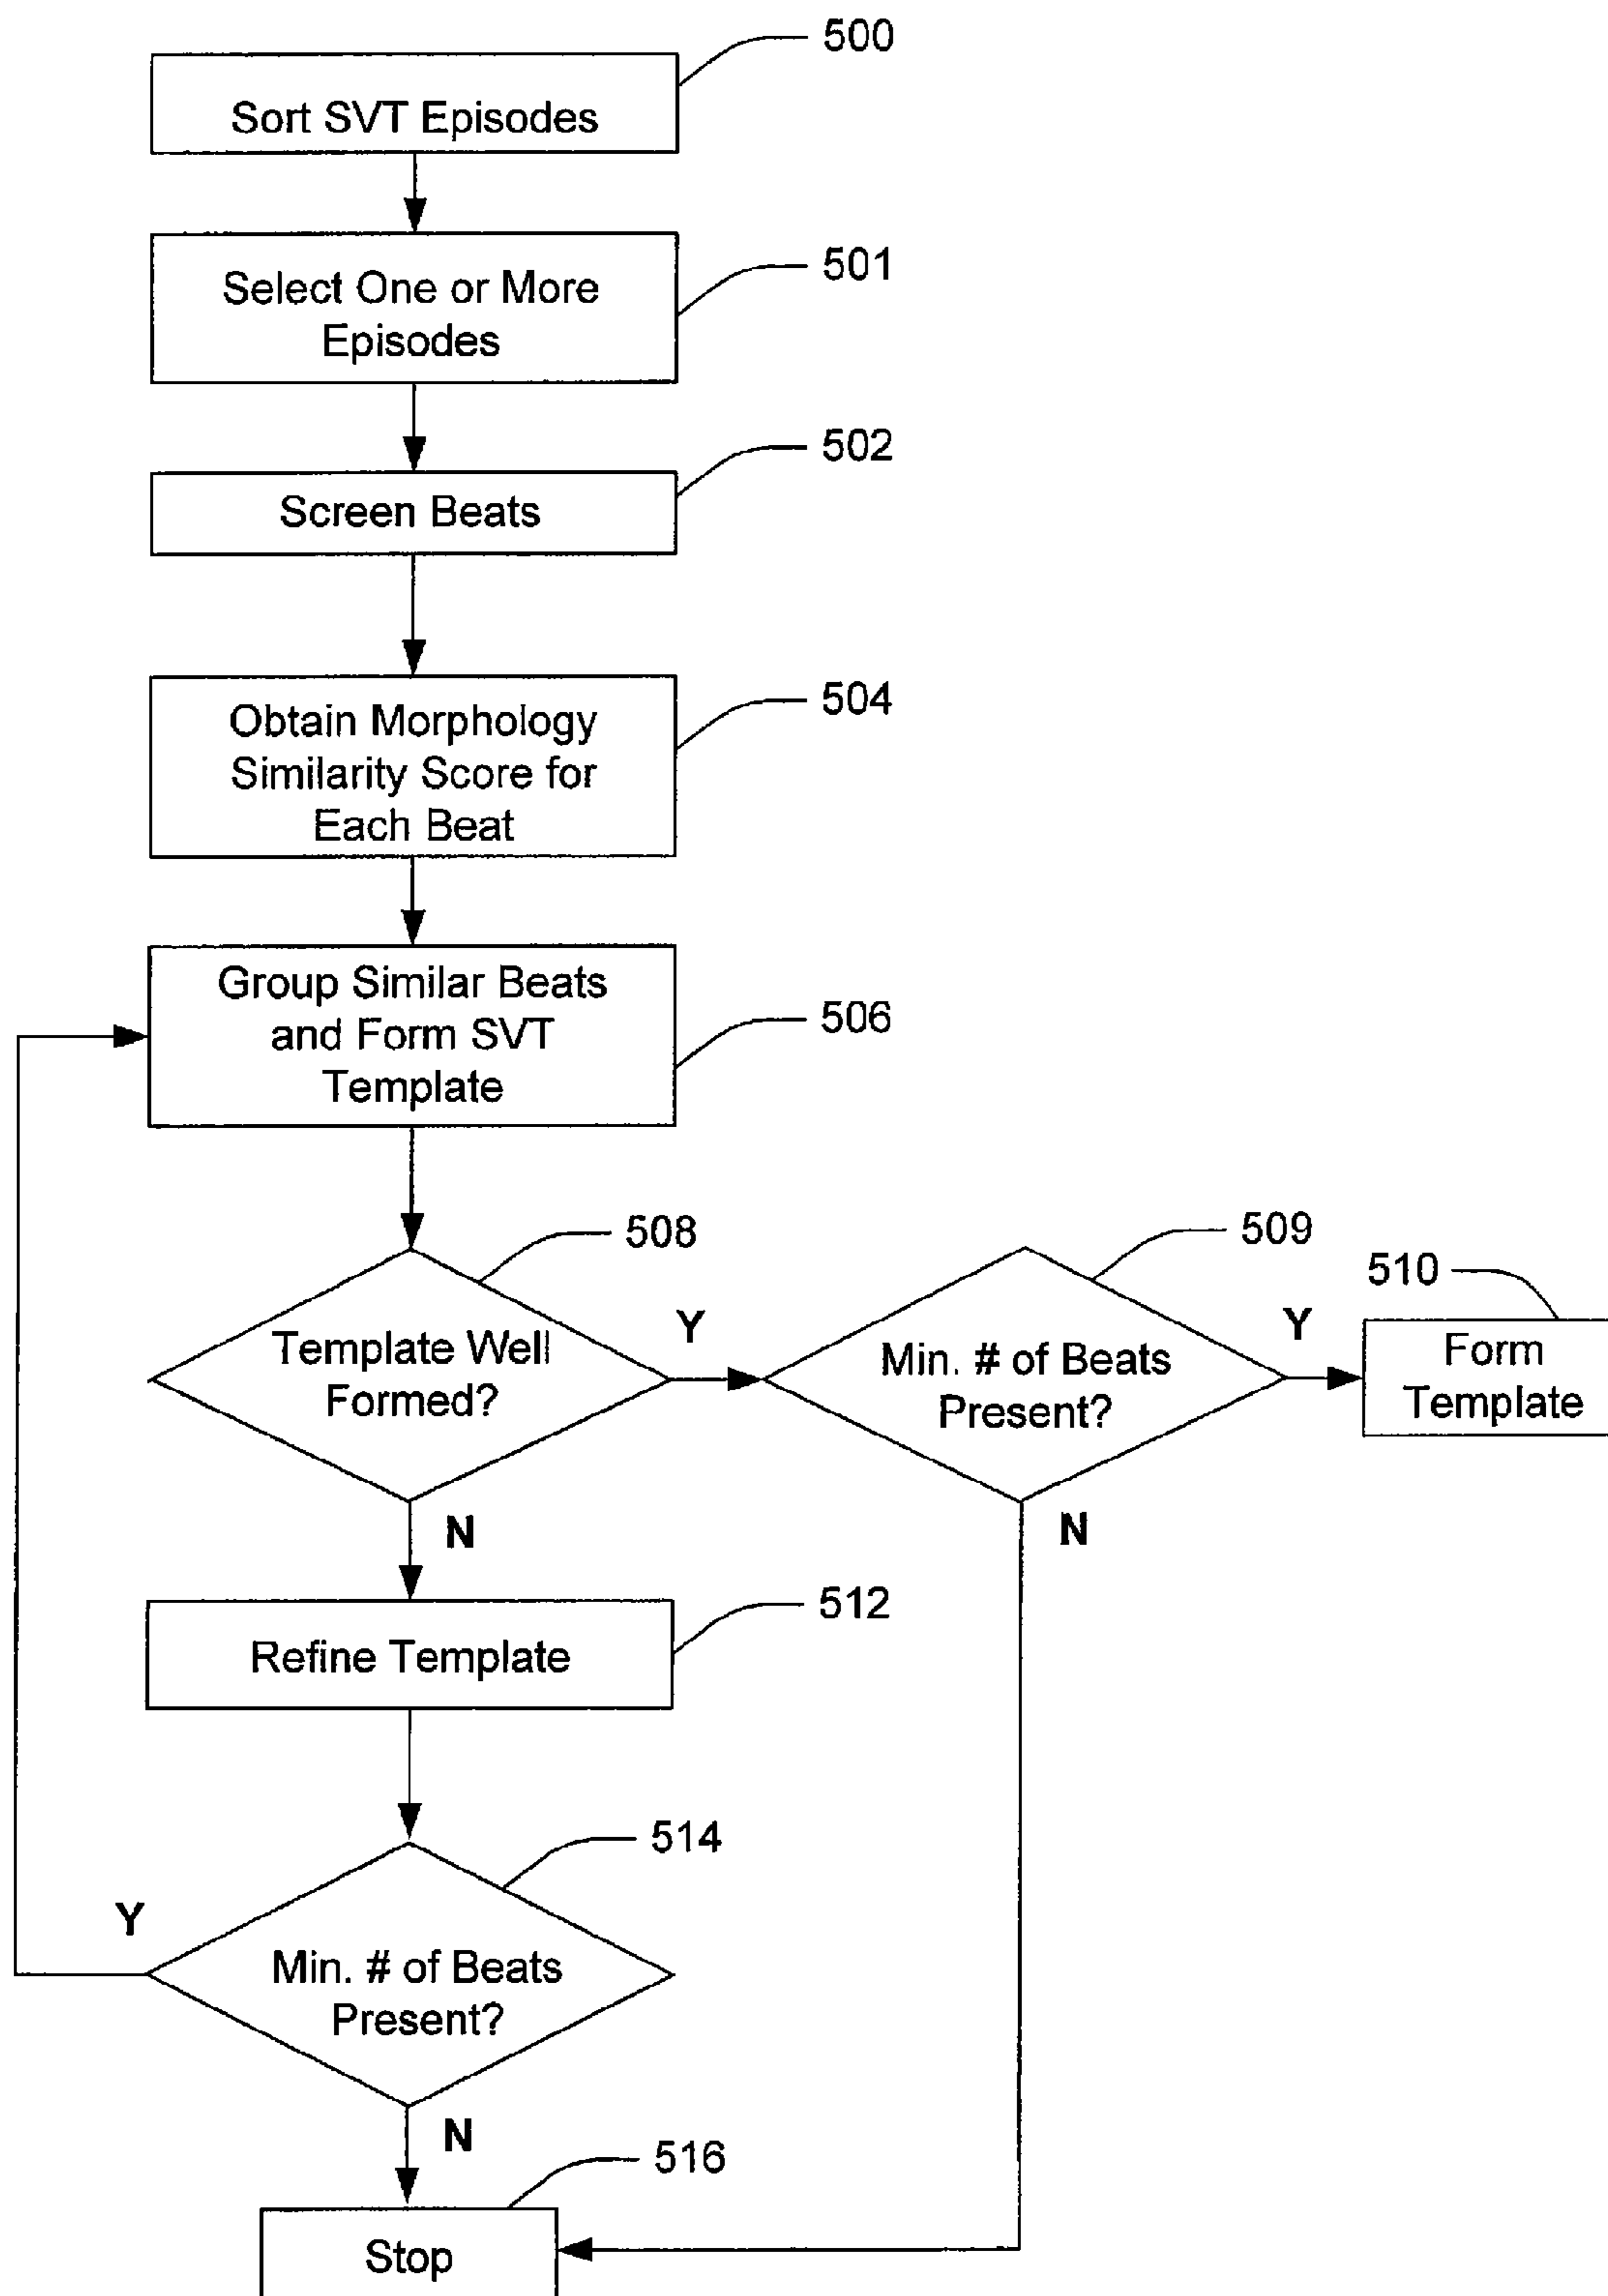 500
Sort SVT Episodes
501
Select One or More
Episodes
502
Screen Beats
504
Obtain Morphology
Similarity Score for
Each Beat
506
Group Similar Beats
and Form SVT
Template
508
Template Well
Formed?
Y
509
Min. # of Beats
Present?
Y
510
Form
Template
N
N
512
Refine Template
514
Min. # of Beats
Present?
Y
N
516
Stop